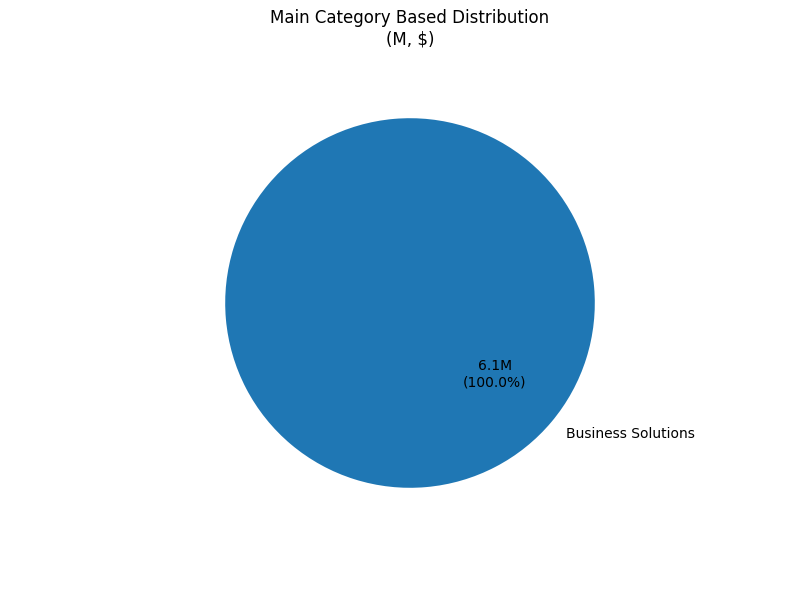 Main Category Based Distribution
(M, $)
6.1M
(100.0%)
Business Solutions